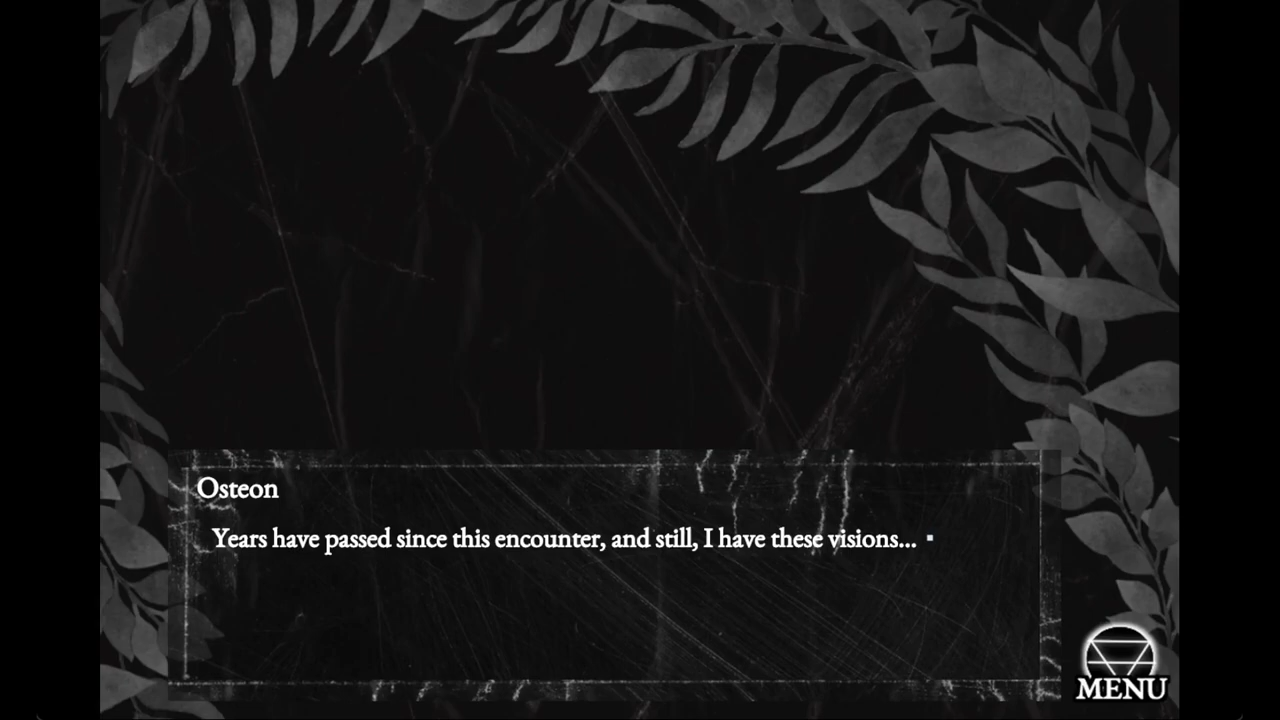 Osteon
Years have passed since this encounter, and still, I have these visions...
MENU